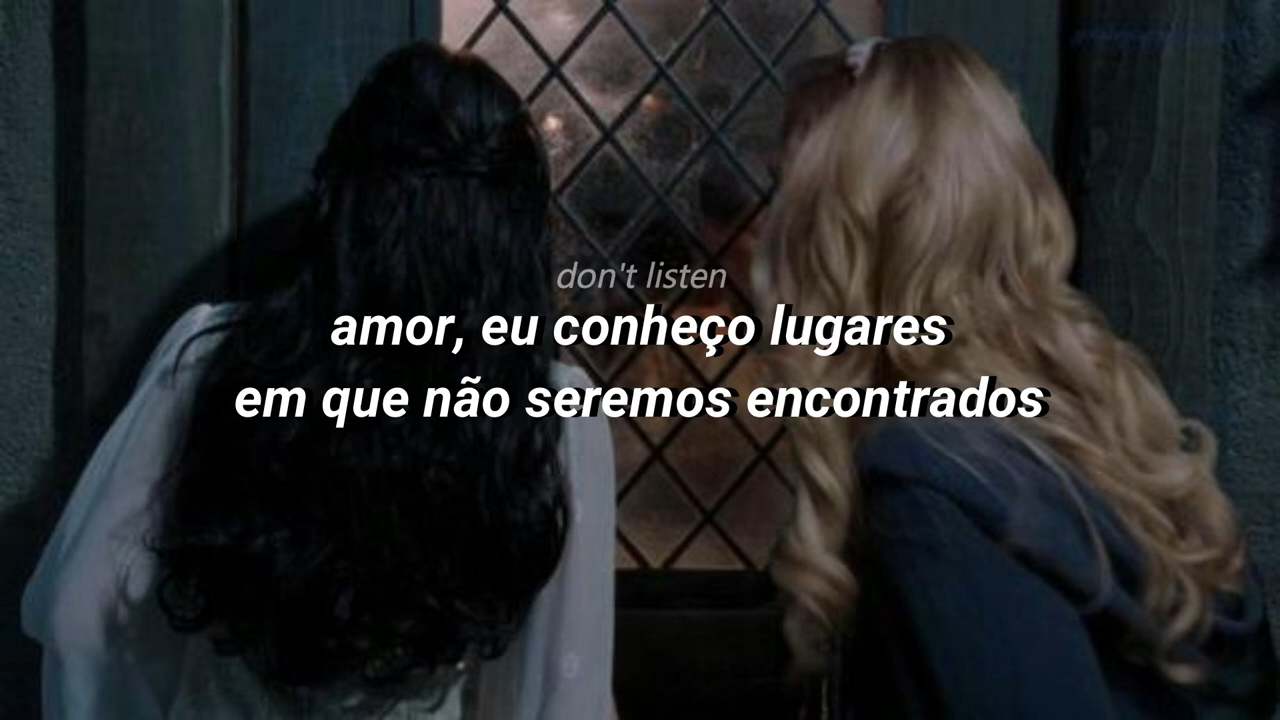 don't listen
amor, eu conheço lugares
em que não seremos encontrados